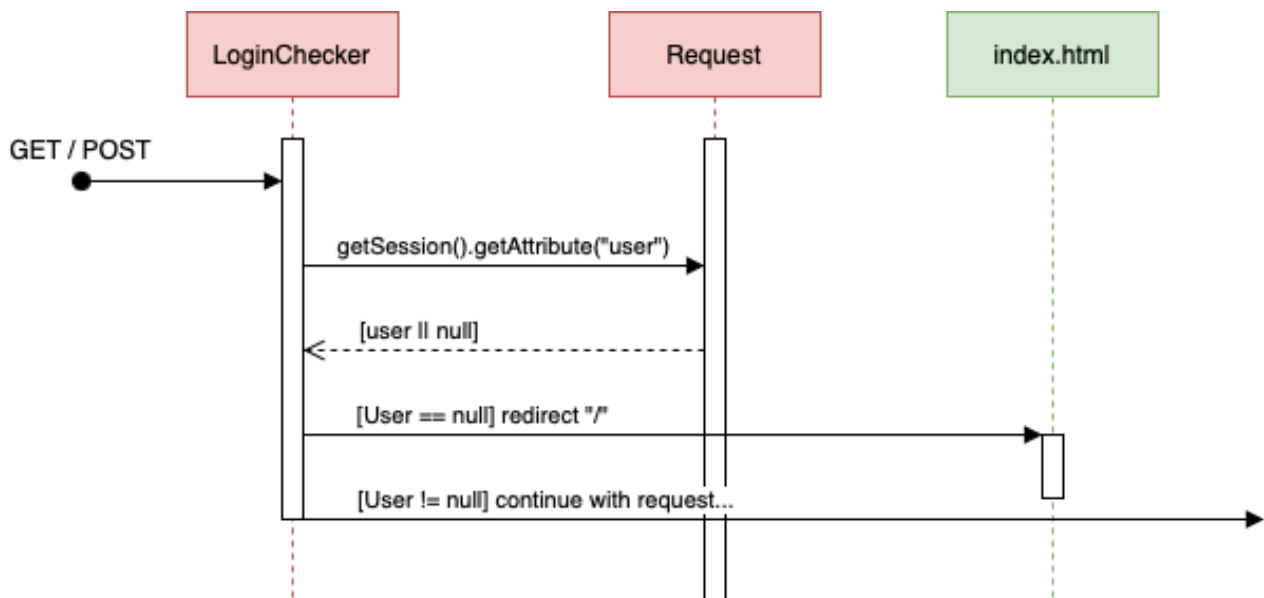 LoginChecker
Request
index.html
GET / POST
getSession().getAttribute("user")
[user || null]
[User == null] redirect "/"
[User != null] continue with request...